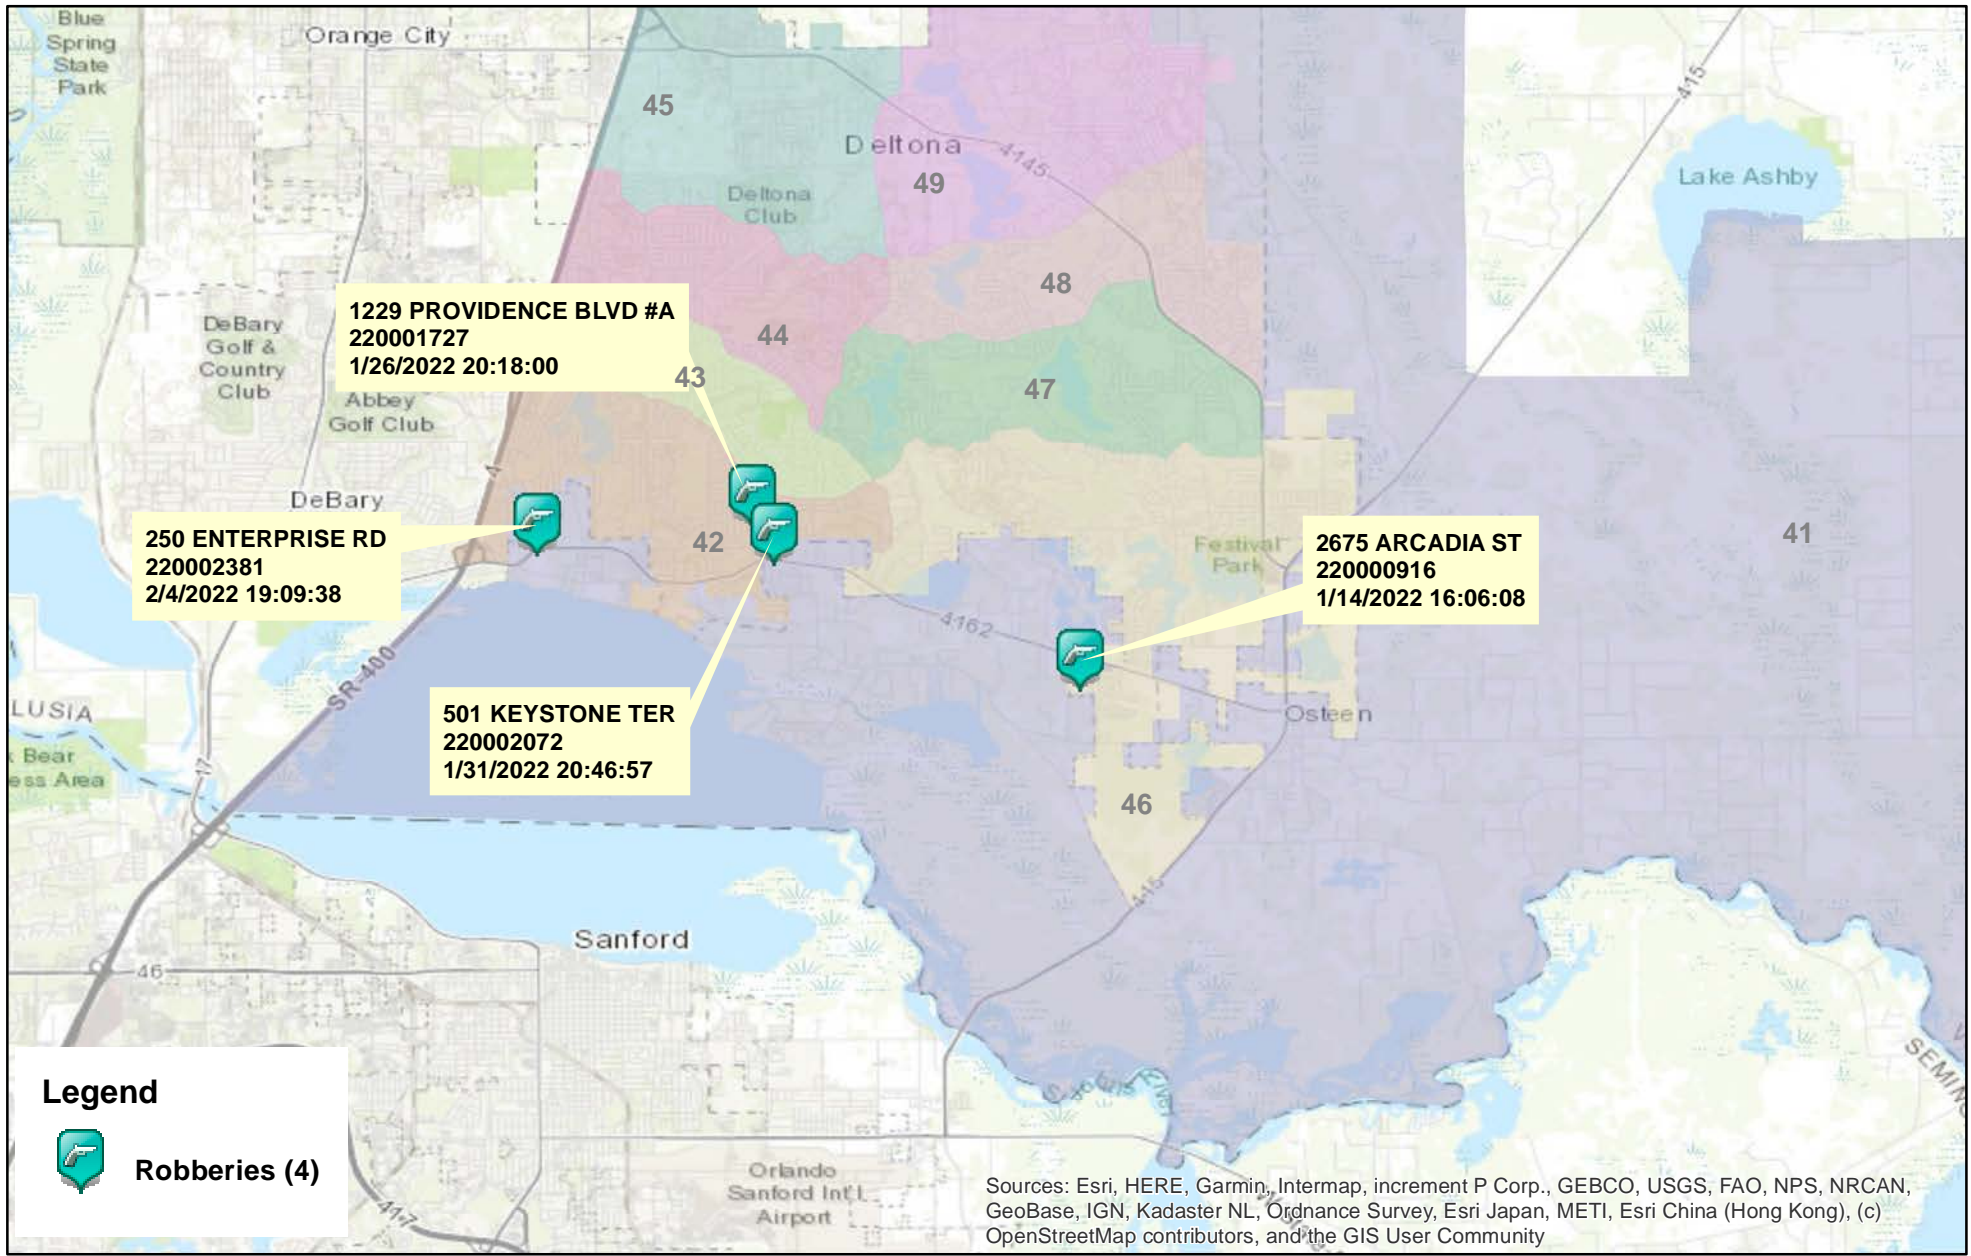 Blue
Spring
State
Park
Orange City
45
Deltona
4145
49
Deltona
Club
415
Lake Ashby
48
1229 PROVIDENCE BLVD #A
220001727
1/26/2022 20:18:00
DeBary
Golf &
Country
Club
44
43
47
Abbey
Golf Club
4
DeBary
250 ENTERPRISE RD
220002381
2/4/2022 19:09:38
42
Festival
Park
2675 ARCADIA ST
220000916
1/14/2022 16:06:08
41
4162
SR-400
501 KEYSTONE TER
220002072
1/31/2022 20:46:57
LUSIA
Osteen
Bear
ess Area
17
46
415
Sanford
46
SEMIN
St Johns River
Legend
Robberies (4)
Orlando
Sanford Int'l
Airport
417
Sources: Esri, HERE, Garmin, Intermap, increment P Corp., GEBCO, USGS, FAO, NPS, NRCAN,
GeoBase, IGN, Kadaster NL, Ordnance Survey, Esri Japan, METI, Esri China (Hong Kong), (c)
OpenStreetMap contributors, and the GIS User Community